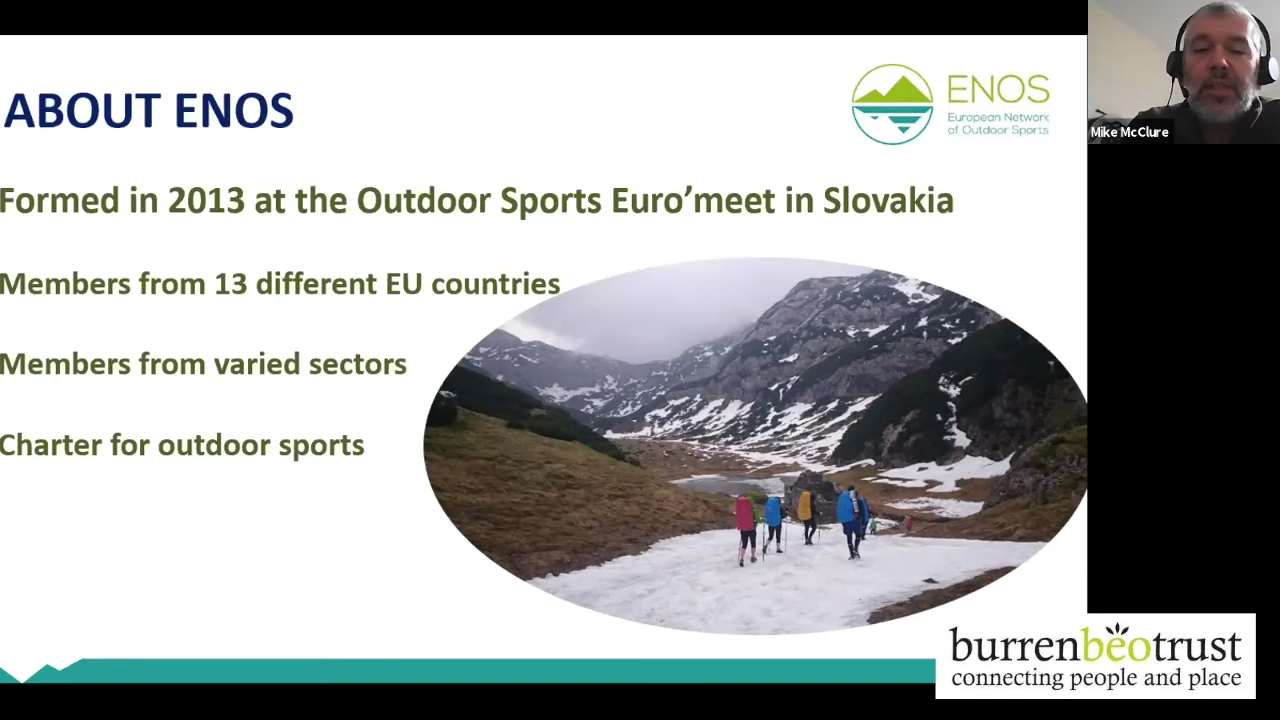 ABOUT ENOS
ENOS
European Network
of Outdoor Sports
Mike McClure
Formed in 2013 at the Outdoor Sports Euro’meet in Slovakia
Members from 13 different EU countries
Members from varied sectors
Charter for outdoor sports
burrenbeotrust
connecting people and place